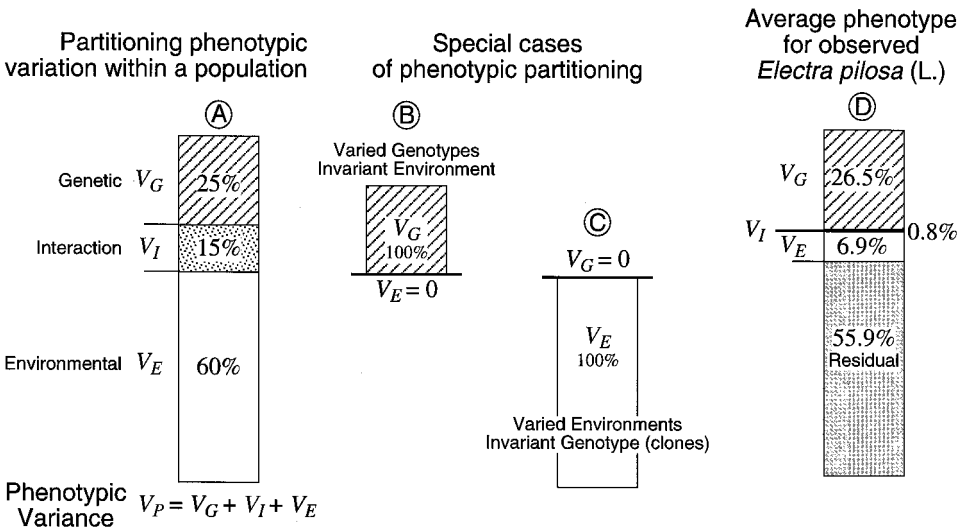 Partitioning phenotypic
variation within a population
Special cases
of phenotypic partitioning
Average phenotype
for observed
Electra pilosa (L.)
A
Genetic V_G 25%
Interaction V_I 15%
Environmental V_E 60%
Phenotypic
Variance V_P = V_G + V_I + V_E
B
Varied Genotypes
Invariant Environment
V_G
100%
V_E = 0
C
V_G = 0
V_E
100%
Varied Environments
Invariant Genotype (clones)
D
V_G 26.5%
V_I 0.8%
V_E 6.9%
55.9%
Residual